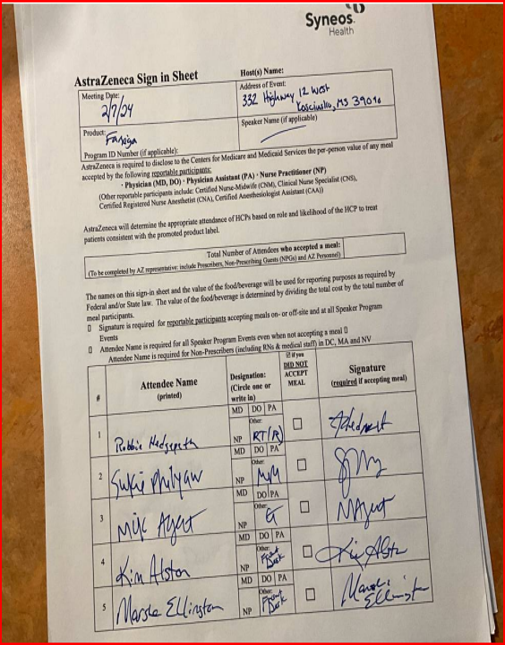 Syneos
Health
AstraZeneca Sign in Sheet
Host(s) Name:
Meeting Date:
2/7/24
Address of Event:
332 Highway 12 West
Kosciusko, MS 39090
Product:
Farxiga
Speaker Name (if applicable)
Program ID Number (if applicable):
AstraZeneca is required to disclose to the Centers for Medicare and Medicaid Services the per-person value of any meal
accepted by the following reportable participants:
· Physician (MD, DO) · Physician Assistant (PA) · Nurse Practitioner (NP)
(Other reportable participants include: Certified Nurse-Midwife (CNM), Clinical Nurse Specialist (CNS),
Certified Registered Nurse Anesthetist (CNA), Certified Anesthesiologist Assistant (CAA))
AstraZeneca will determine the appropriate attendance of HCPs based on role and likelihood of the HCP to treat
patients consistent with the promoted product label.
Total Number of Attendees who accepted a meal:
(To be completed by AZ representative: include Prescribers, Non-Prescribing Guests (NPGs) and AZ Personnel)
The names on this sign-in sheet and the value of the food/beverage will be used for reporting purposes as required by
Federal and/or State law. The value of the food/beverage is determined by dividing the total cost by the total number of
meal participants.
Signature is required for reportable participants accepting meals on- or off-site and at all Speaker Program
Events
Attendee Name is required for all Speaker Program Events even when not accepting a meal
Attendee Name is required for Non-Prescribers (including RNs & medical staff) in DC, MA and NV
# Attendee Name
(printed)
Designation:
(Circle one or
write in)
☑ if you
DID NOT
ACCEPT
MEAL
Signature
(required if accepting meal)
MD DO PA
Other:
1 Robbie Hedgepeth NP RT(R)
MD DO PA
Other:
2 Philyaw NP
MD DO PA
Other:
3 NP
MD DO PA
Other:
4 Kim Alston NP Front Desk Kim Alston
MD DO PA
Other:
5 Marsha Ellington NP Front Desk Marsha Ellington